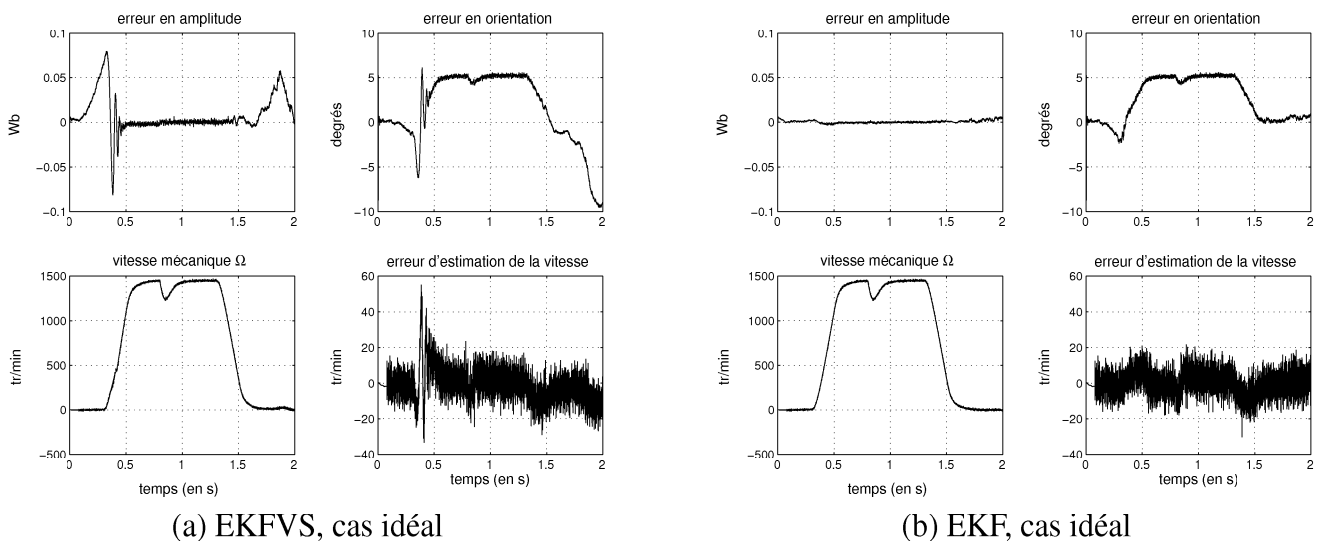 erreur en amplitude
0.1
0.05
0
−0.05
−0.1
Wb
0 0.5 1 1.5 2
erreur en orientation
10
5
0
−5
−10
degrés
0 0.5 1 1.5 2
vitesse mécanique Ω
1500
1000
500
0
−500
tr/min
0 0.5 1 1.5 2
temps (en s)
erreur d'estimation de la vitesse
60
40
20
0
−20
−40
tr/min
0 0.5 1 1.5 2
temps (en s)
(a) EKFVS, cas idéal
erreur en amplitude
0.1
0.05
0
−0.05
−0.1
Wb
0 0.5 1 1.5 2
erreur en orientation
10
5
0
−5
−10
degrés
0 0.5 1 1.5 2
vitesse mécanique Ω
1500
1000
500
0
−500
tr/min
0 0.5 1 1.5 2
temps (en s)
erreur d'estimation de la vitesse
60
40
20
0
−20
−40
tr/min
0 0.5 1 1.5 2
temps (en s)
(b) EKF, cas idéal